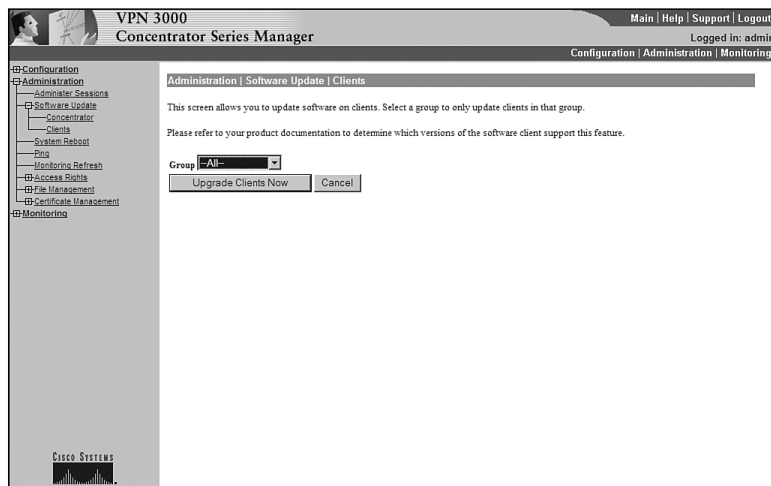 VPN 3000
Concentrator Series Manager
Main | Help | Support | Logout
Logged in: admin
Configuration | Administration | Monitoring
Configuration
Administration
Administer Sessions
Software Update
Concentrator
Clients
System Reboot
Ping
Monitoring Refresh
Access Rights
File Management
Certificate Management
Monitoring
Administration | Software Update | Clients
This screen allows you to update software on clients. Select a group to only update clients in that group.
Please refer to your product documentation to determine which versions of the software client support this feature.
Group --All--
Upgrade Clients Now Cancel
CISCO SYSTEMS